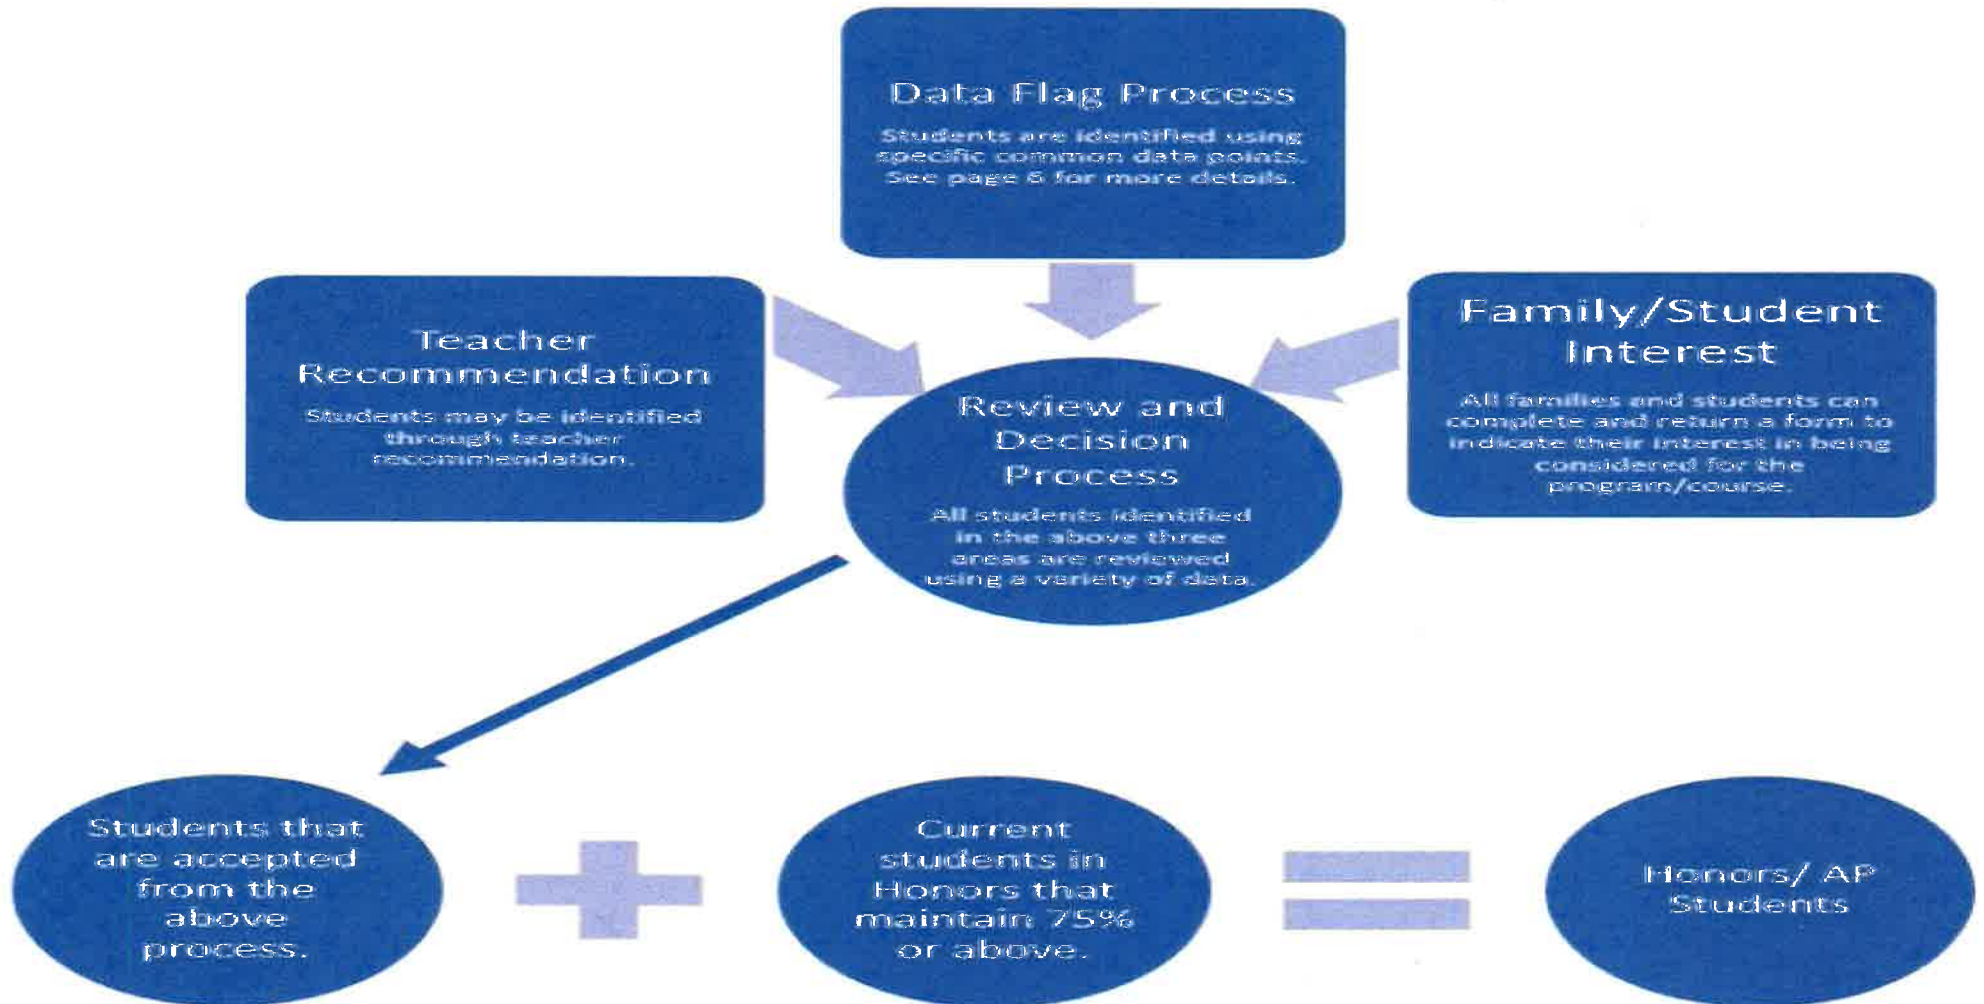 Data Flag Process
Students are identified using
specific common data points.
See page 6 for more details.
Teacher
Recommendation
Students may be identified
through teacher
recommendation.
Family/Student
Interest
All families and students can
complete and return a form to
indicate their interest in being
considered for the
program/course.
Review and
Decision
Process
All students identified
in the above three
areas are reviewed
using a variety of data.
Students that
are accepted
from the
above
process.
Current
students in
Honors that
maintain 75%
or above.
Honors/ AP
Students